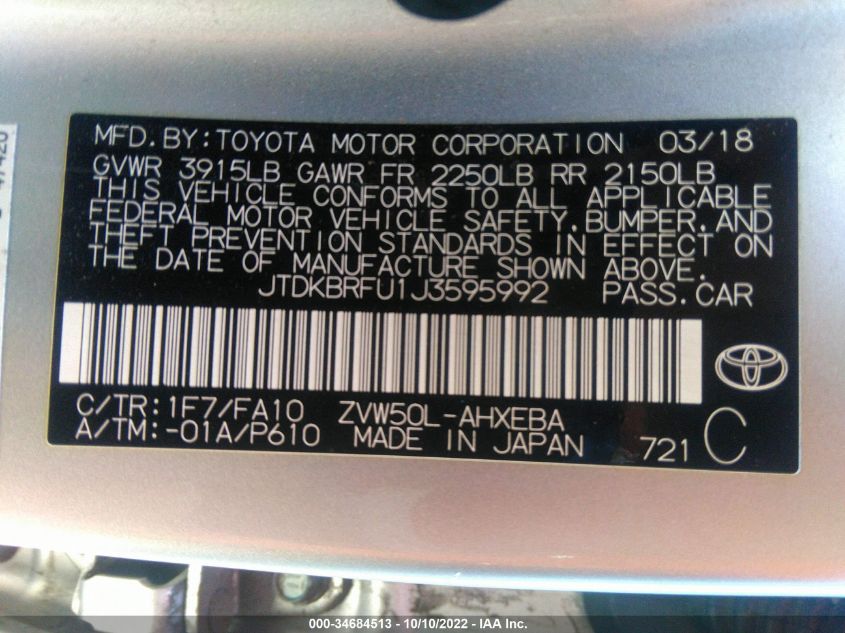 MFD.BY:TOYOTA MOTOR CORPORATION 03/18
GVWR 3915LB GAWR FR 2250LB RR 2150LB
THIS VEHICLE CONFORMS TO ALL APPLICABLE
FEDERAL MOTOR VEHICLE SAFETY,BUMPER,AND
THEFT PREVENTION STANDARDS IN EFFECT ON
THE DATE OF MANUFACTURE SHOWN ABOVE.
JTDKBRFU1J3595992 PASS.CAR
C/TR:1F7/FA10 ZVW50L-AHXEBA
A/TM:-01A/P610 MADE IN JAPAN 721 C
000-34684513 - 10/10/2022 - IAA Inc.